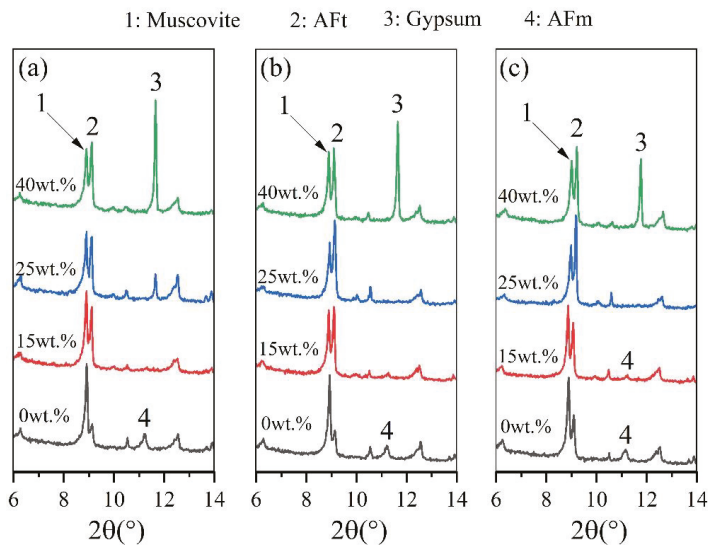 1: Muscovite 2: AFt 3: Gypsum 4: AFm
(a) (b) (c)
3
3
1 2 1 2 1 2 3
40wt.% 40wt.% 40wt.%
25wt.% 25wt.% 25wt.%
15wt.% 15wt.% 15wt.% 4
0wt.% 4 0wt.% 4 0wt.% 4
6 8 10 12 14 6 8 10 12 14 6 8 10 12 14
2θ(°) 2θ(°) 2θ(°)